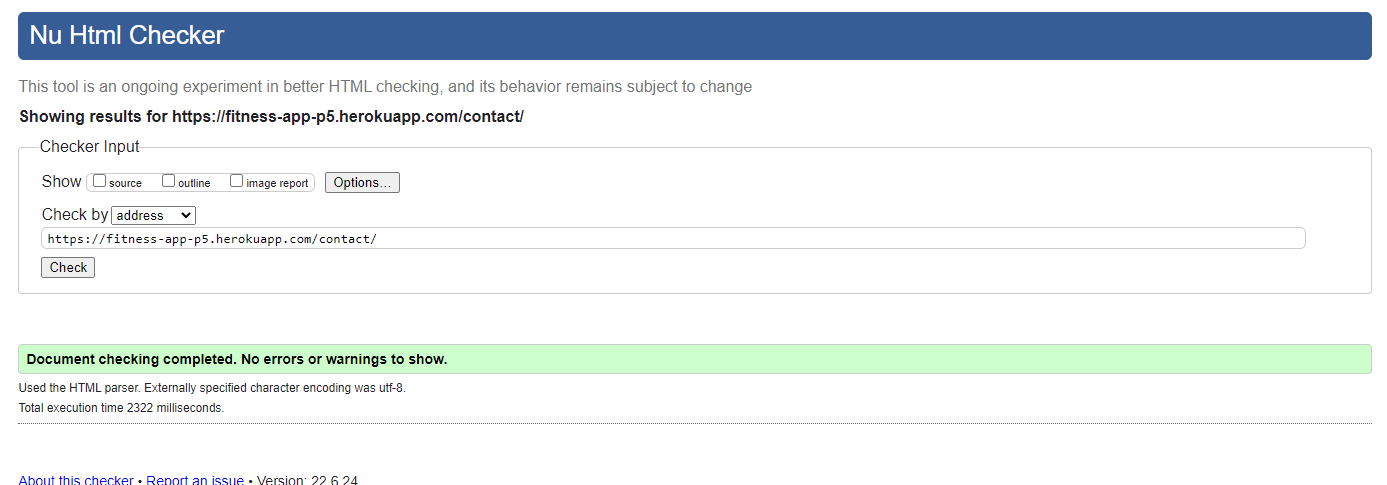 Nu Html Checker
This tool is an ongoing experiment in better HTML checking, and its behavior remains subject to change
Showing results for https://fitness-app-p5.herokuapp.com/contact/
Checker Input
Show source outline image report Options...
Check by address
https://fitness-app-p5.herokuapp.com/contact/
Check
Document checking completed. No errors or warnings to show.
Used the HTML parser. Externally specified character encoding was utf-8.
Total execution time 2322 milliseconds.
About this checker • Report an issue • Version: 22.6.24